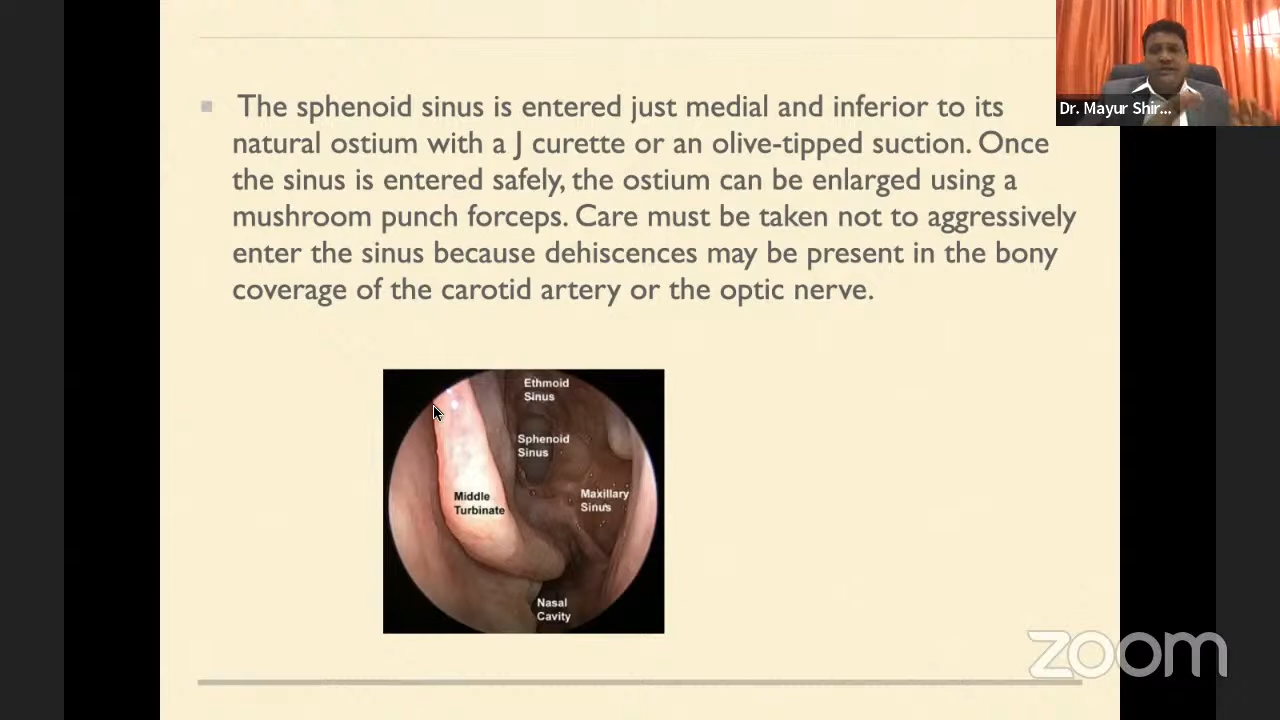 The sphenoid sinus is entered just medial and inferior to its
natural ostium with a J curette or an olive-tipped suction. Once
the sinus is entered safely, the ostium can be enlarged using a
mushroom punch forceps. Care must be taken not to aggressively
enter the sinus because dehiscences may be present in the bony
coverage of the carotid artery or the optic nerve.
Dr. Mayur Shir...
Ethmoid
Sinus
Sphenoid
Sinus
Middle
Turbinate
Maxillary
Sinus
Nasal
Cavity
zoom